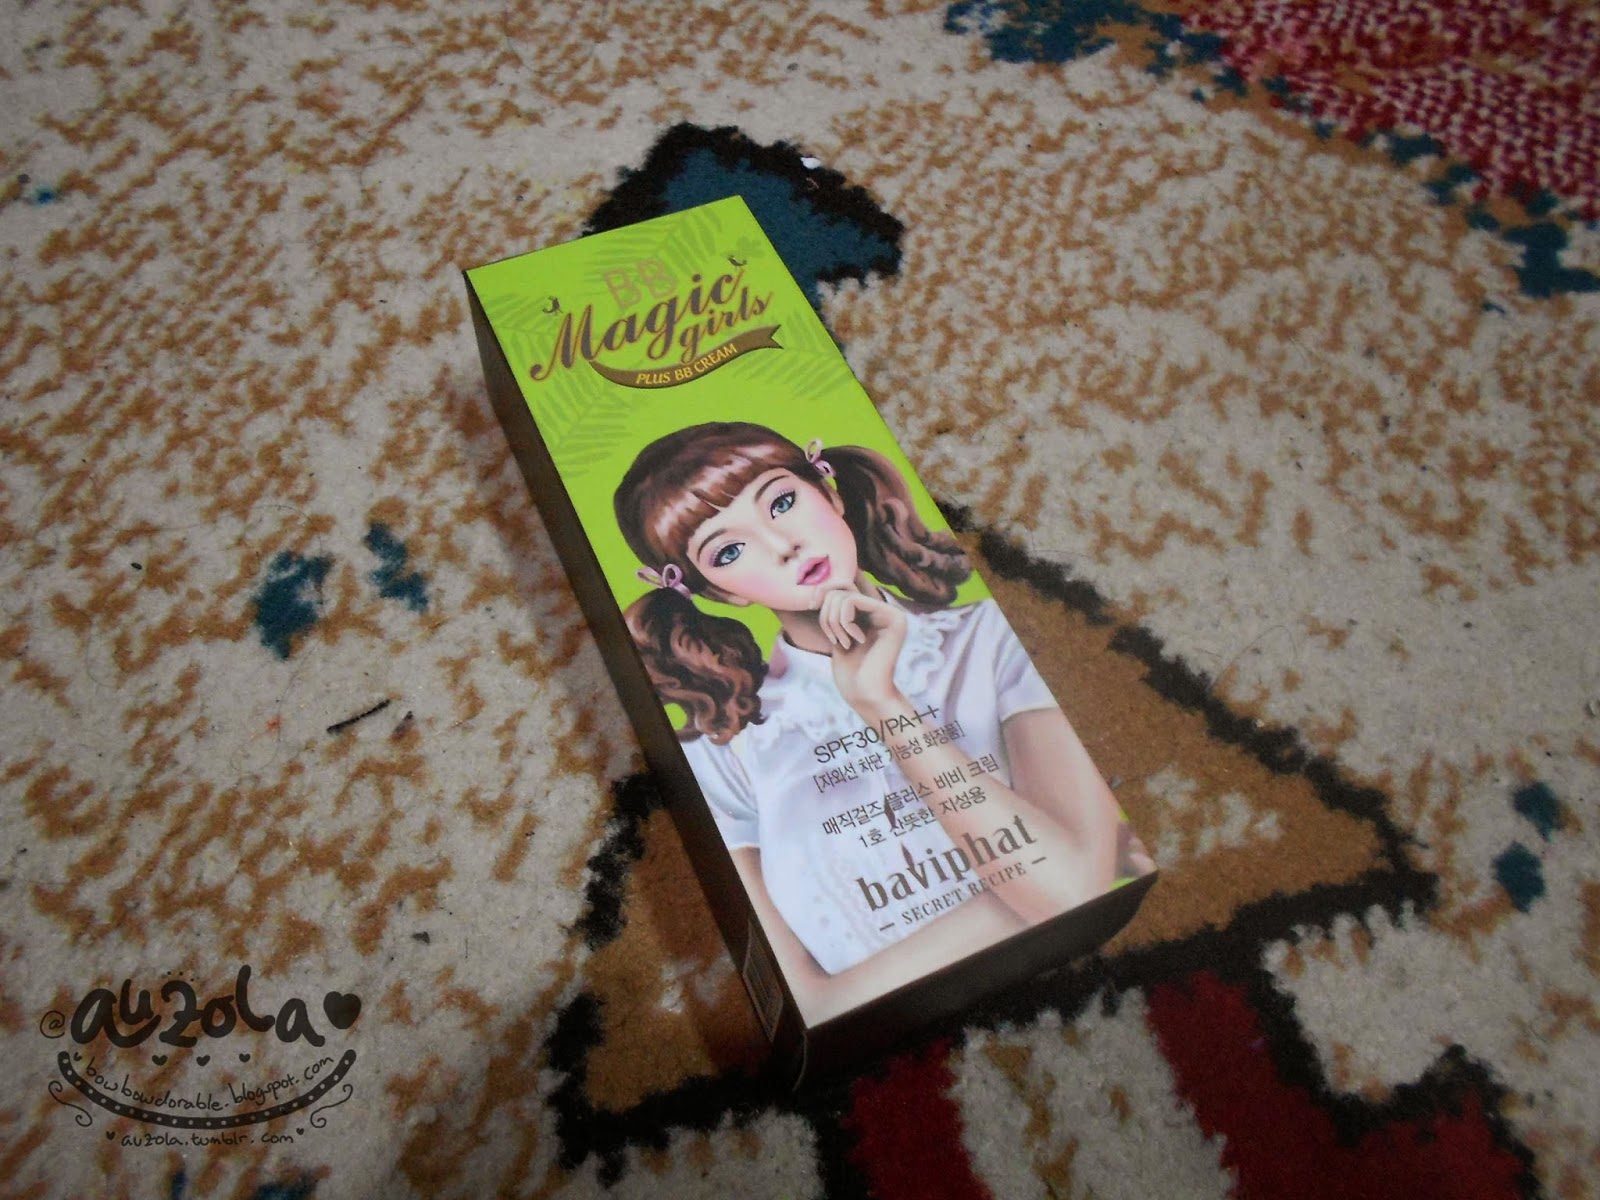 BB
Magic
girls
PLUS BB CREAM
SPF30/PA++
[자외선 차단 기능성 화장품]
매직걸즈 플러스 비비 크림
1호 산뜻한 지성용
baviphat
– SECRET RECIPE –
@auzola
bowbowdorable.blogspot.com
auzola.tumblr.com